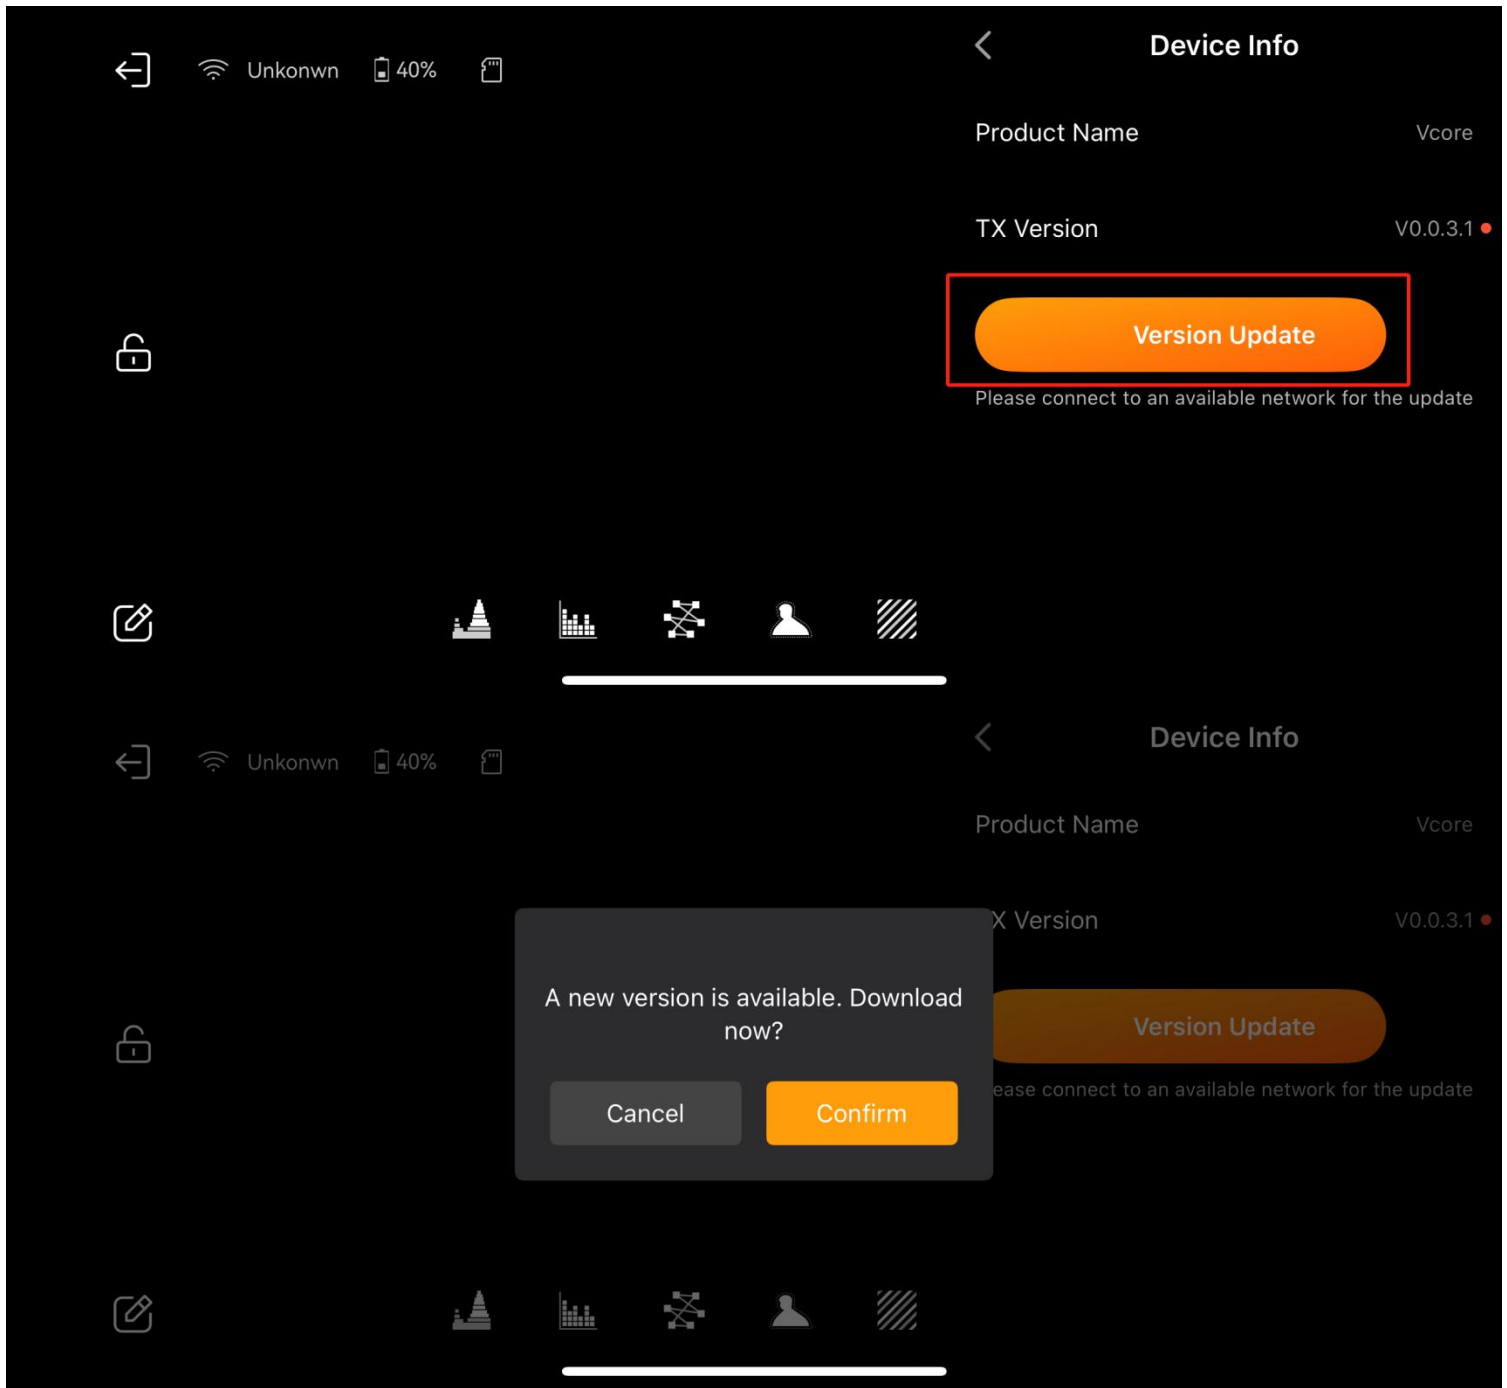 Unkonwn 40%
Device Info
Product Name Vcore
TX Version V0.0.3.1
Version Update
Please connect to an available network for the update
Unkonwn 40%
Device Info
Product Name Vcore
X Version V0.0.3.1
A new version is available. Download
now?
Version Update
Cancel Confirm
ease connect to an available network for the update